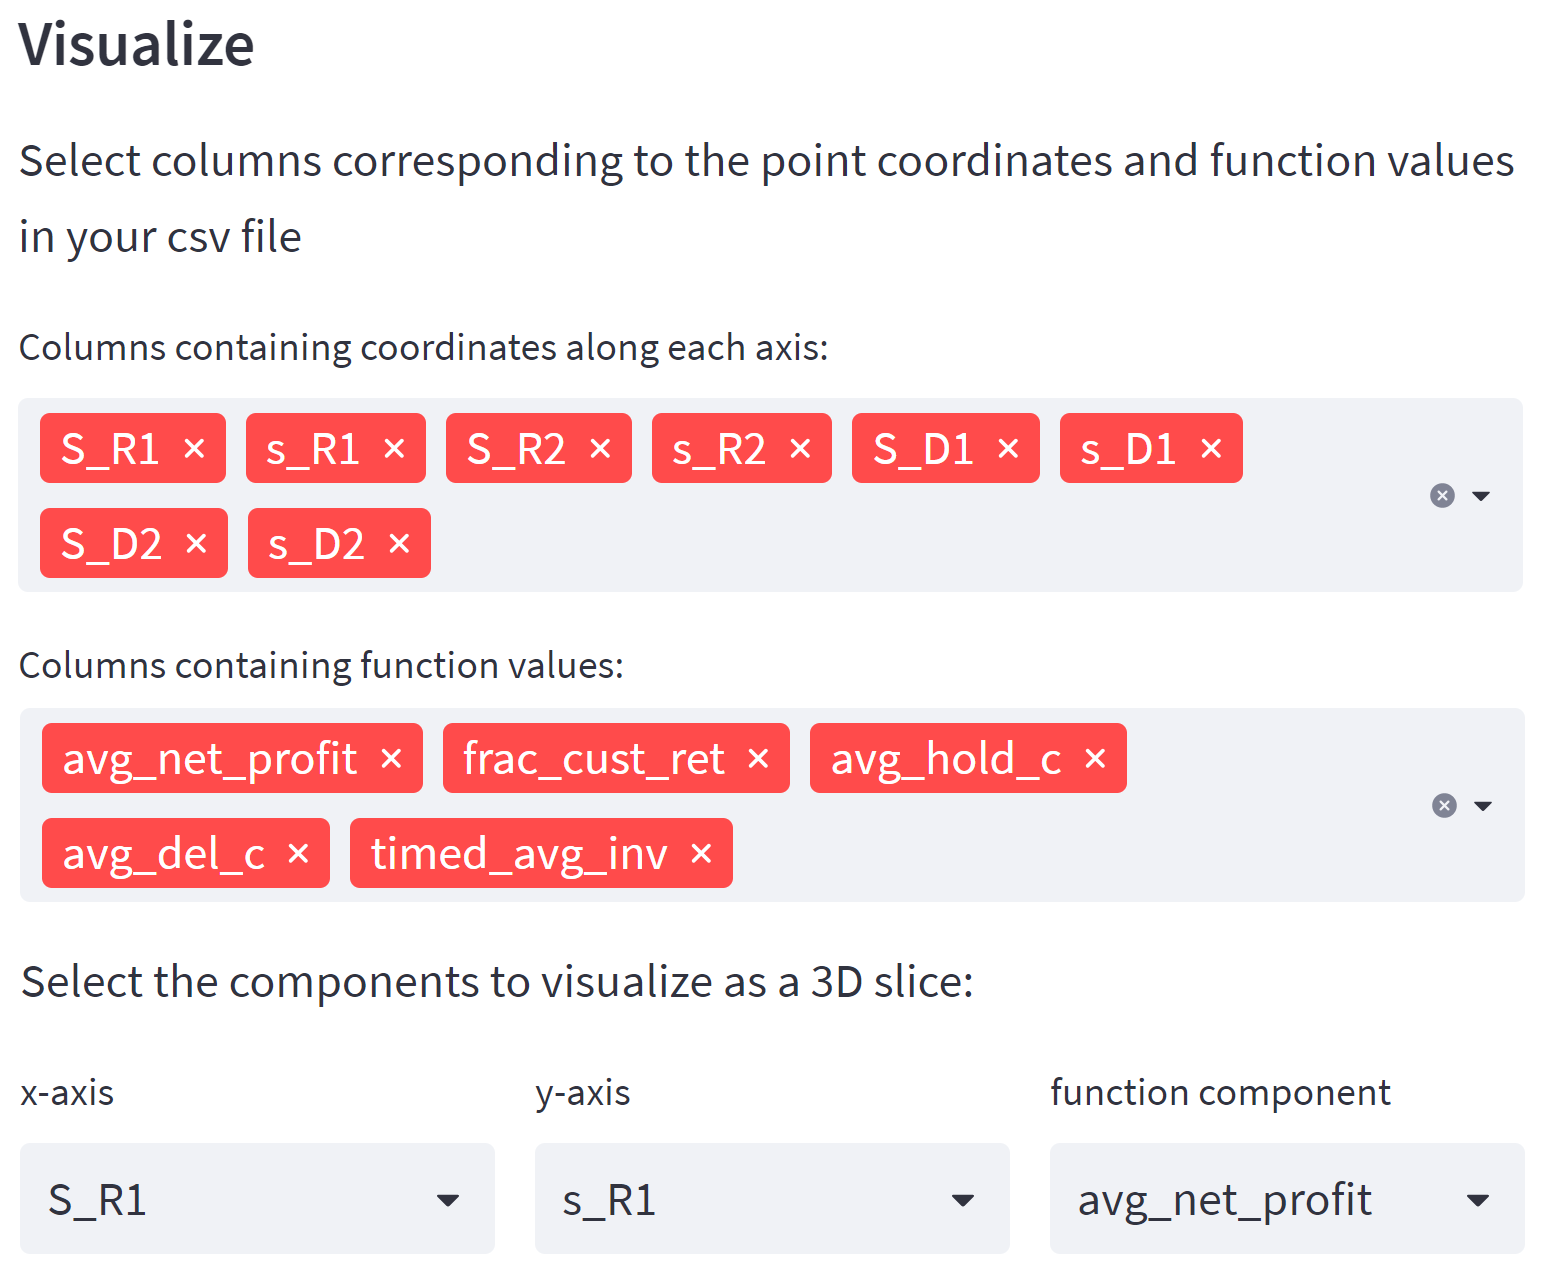 Visualize
Select columns corresponding to the point coordinates and function values
in your csv file
Columns containing coordinates along each axis:
S_R1 × s_R1 × S_R2 × s_R2 × S_D1 × s_D1 ×
S_D2 × s_D2 ×
Columns containing function values:
avg_net_profit × frac_cust_ret × avg_hold_c ×
avg_del_c × timed_avg_inv ×
Select the components to visualize as a 3D slice:
x-axis y-axis function component
S_R1 s_R1 avg_net_profit